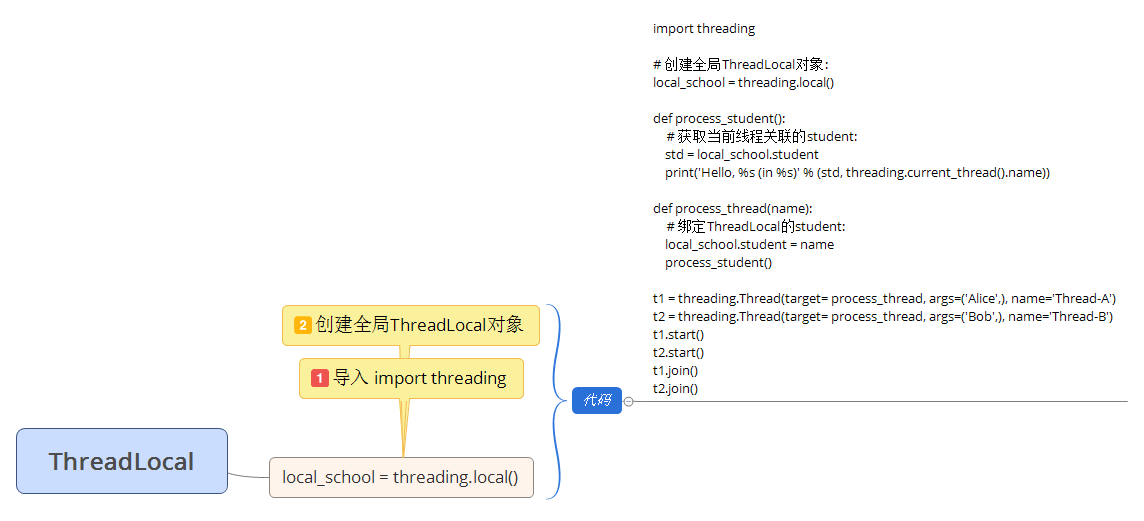 ThreadLocal
2 创建全局ThreadLocal对象
1 导入 import threading
local_school = threading.local()
代码
import threading
# 创建全局ThreadLocal对象:
local_school = threading.local()
def process_student():
# 获取当前线程关联的student:
std = local_school.student
print('Hello, %s (in %s)' % (std, threading.current_thread().name))
def process_thread(name):
# 绑定ThreadLocal的student:
local_school.student = name
process_student()
t1 = threading.Thread(target= process_thread, args=('Alice',), name='Thread-A')
t2 = threading.Thread(target= process_thread, args=('Bob',), name='Thread-B')
t1.start()
t2.start()
t1.join()
t2.join()